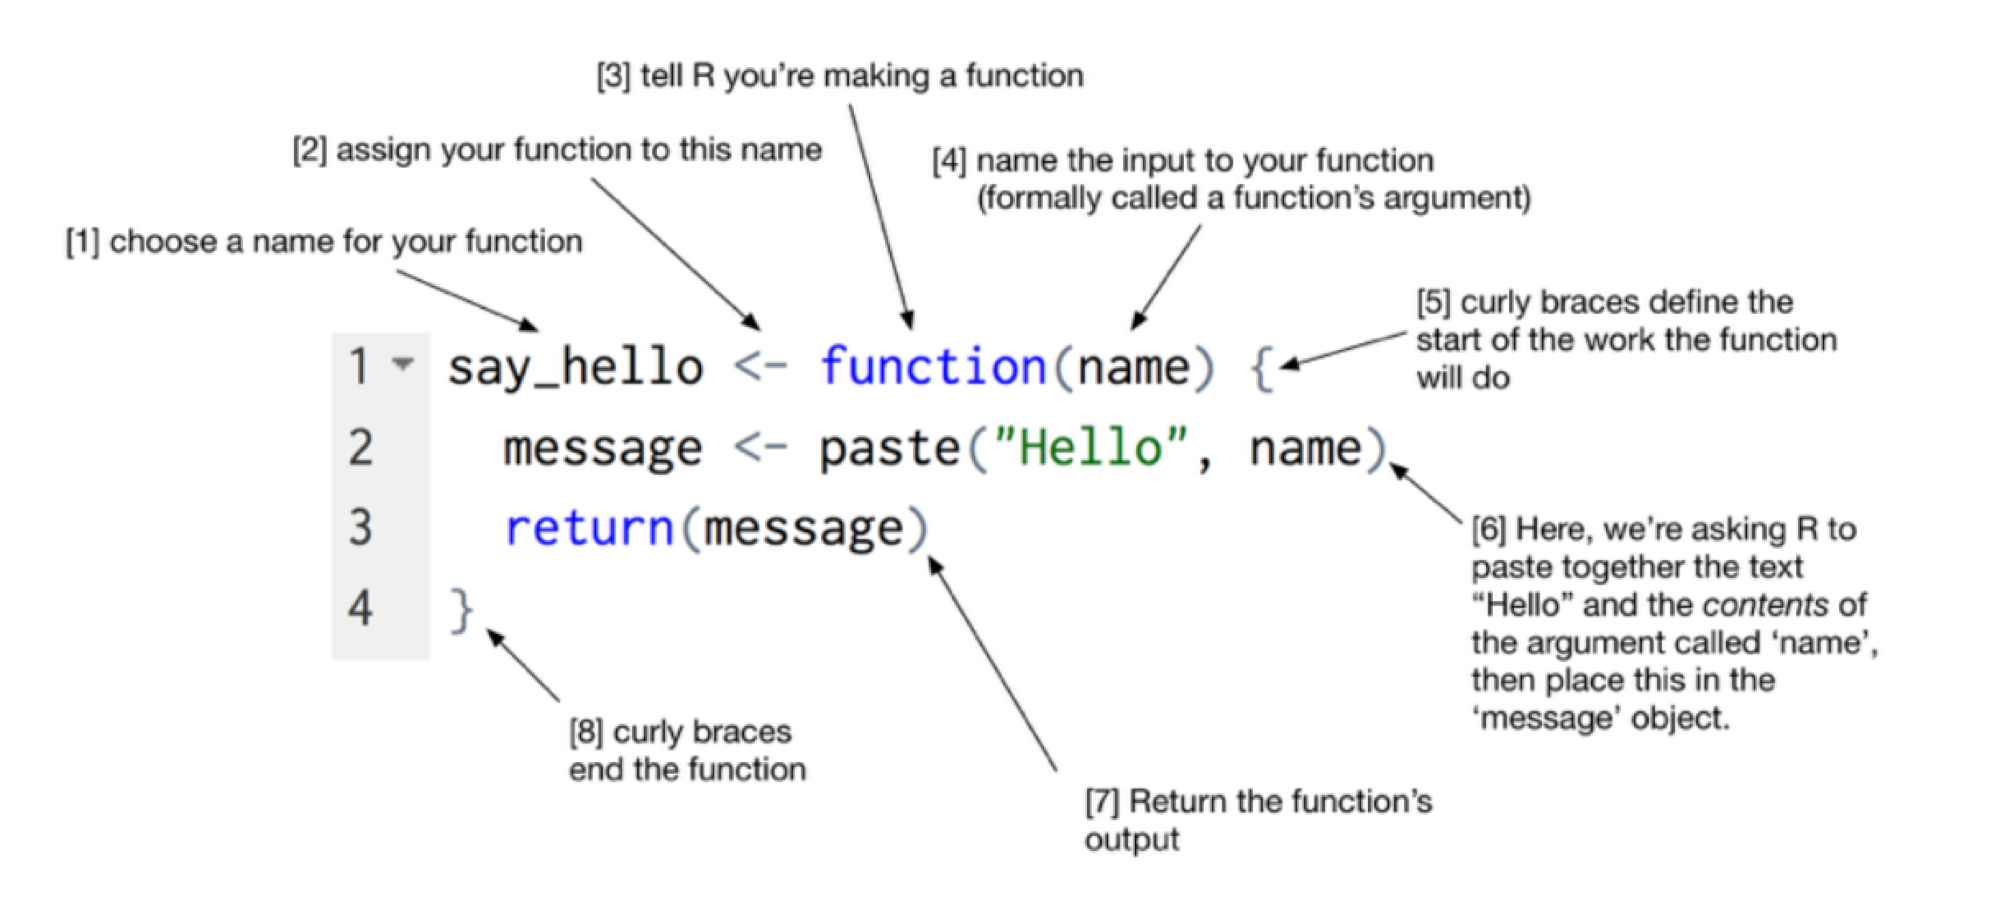 [3] tell R you’re making a function
[2] assign your function to this name
[4] name the input to your function
(formally called a function’s argument)
[1] choose a name for your function
[5] curly braces define the
start of the work the function
will do
1 say_hello <- function(name) {
2 message <- paste("Hello", name)
3 return(message)
4 }
[6] Here, we’re asking R to
paste together the text
“Hello” and the contents of
the argument called ‘name’,
then place this in the
‘message’ object.
[8] curly braces
end the function
[7] Return the function’s
output